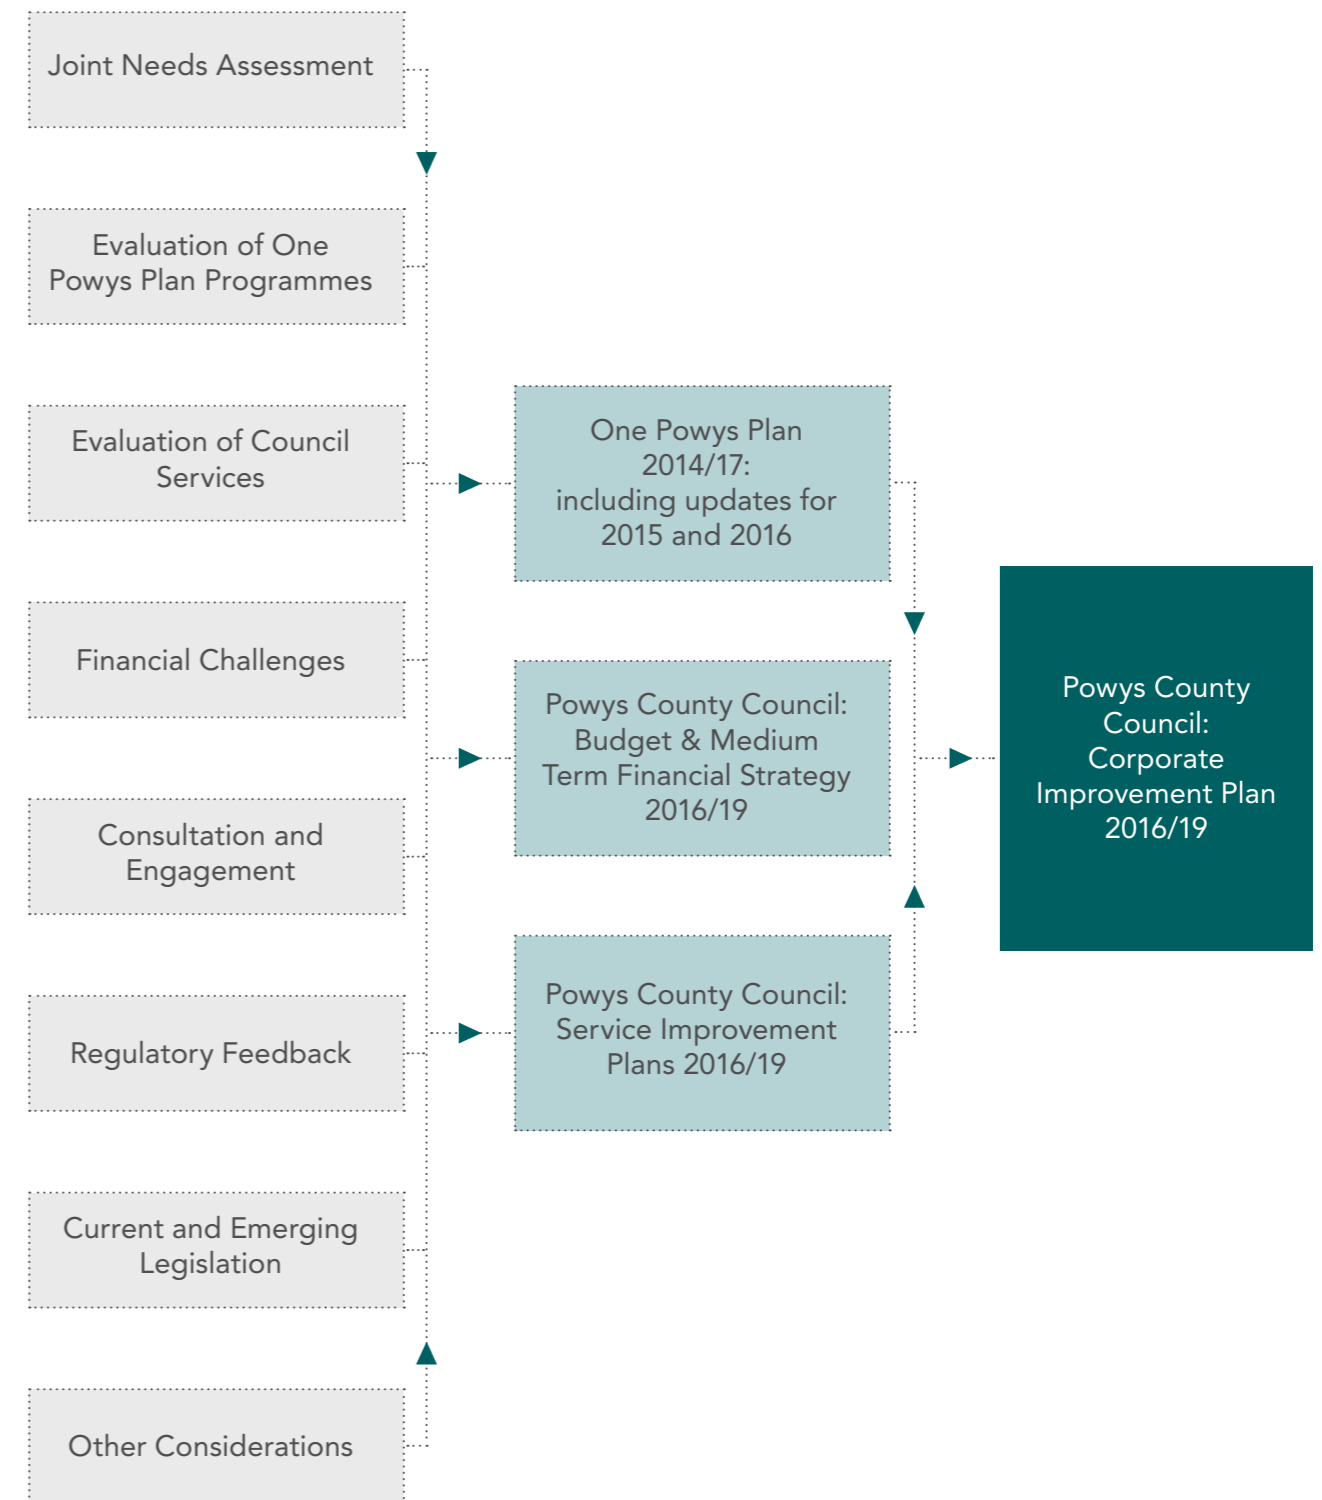 Joint Needs Assessment
Evaluation of One
Powys Plan Programmes
Evaluation of Council
Services
Financial Challenges
Consultation and
Engagement
Regulatory Feedback
Current and Emerging
Legislation
Other Considerations
One Powys Plan
2014/17:
including updates for
2015 and 2016
Powys County Council:
Budget & Medium
Term Financial Strategy
2016/19
Powys County Council:
Service Improvement
Plans 2016/19
Powys County
Council:
Corporate
Improvement Plan
2016/19